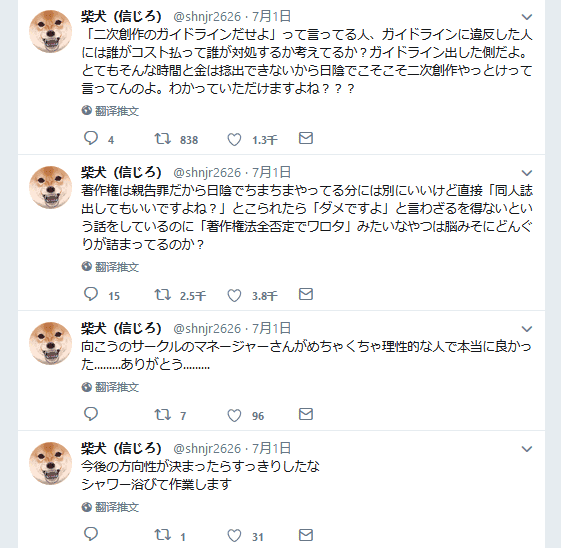 柴犬（信じろ） @shnjr2626・7月1日
「二次創作のガイドラインだせよ」って言ってる人、ガイドラインに違反した人
には誰がコスト払って誰が対処するか考えてるか？ガイドライン出した側だよ。
とてもそんな時間と金は捻出できないから日陰でこそこそ二次創作やっとけって
言ってんのよ。わかっていただけますよね？？？
翻译推文
4 838 1.3千
柴犬（信じろ） @shnjr2626・7月1日
著作権は親告罪だから日陰でちまちまやってる分には別にいいけど直接「同人誌
出してもいいですよね？」とこられたら「ダメですよ」と言わざるを得ないとい
う話をしているのに「著作権法全否定でワロタ」みたいなやつは脳みそにどんぐ
りが詰まってるのか？
翻译推文
15 2.5千 3.8千
柴犬（信じろ） @shnjr2626・7月1日
向こうのサークルのマネージャーさんがめちゃくちゃ理性的な人で本当に良かっ
た.........ありがとう.........
翻译推文
7 96
柴犬（信じろ） @shnjr2626・7月1日
今後の方向性が決まったらすっきりしたな
シャワー浴びて作業します
翻译推文
1 31